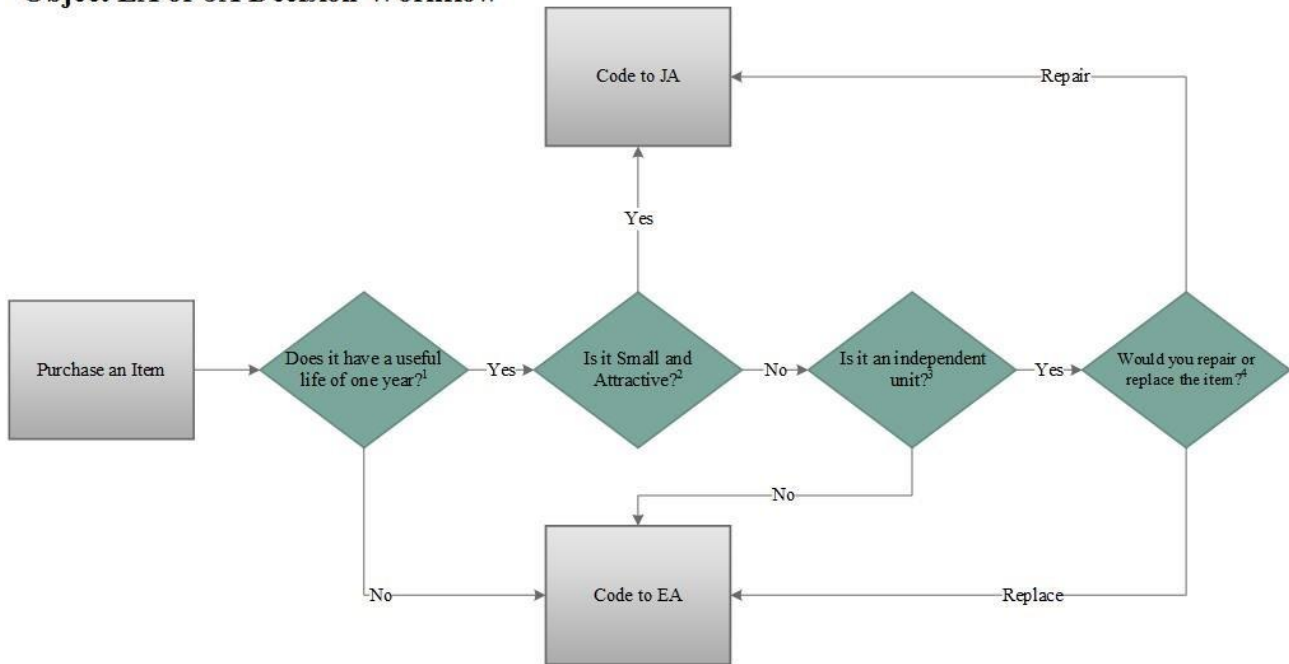 Code to JA
Repair
Yes
Purchase an Item
Does it have a useful
life of one year?¹
Yes
Is it Small and
Attractive?²
No
Is it an independent
unit?³
Yes
Would you repair or
replace the item?⁴
No
No
Code to EA
Replace